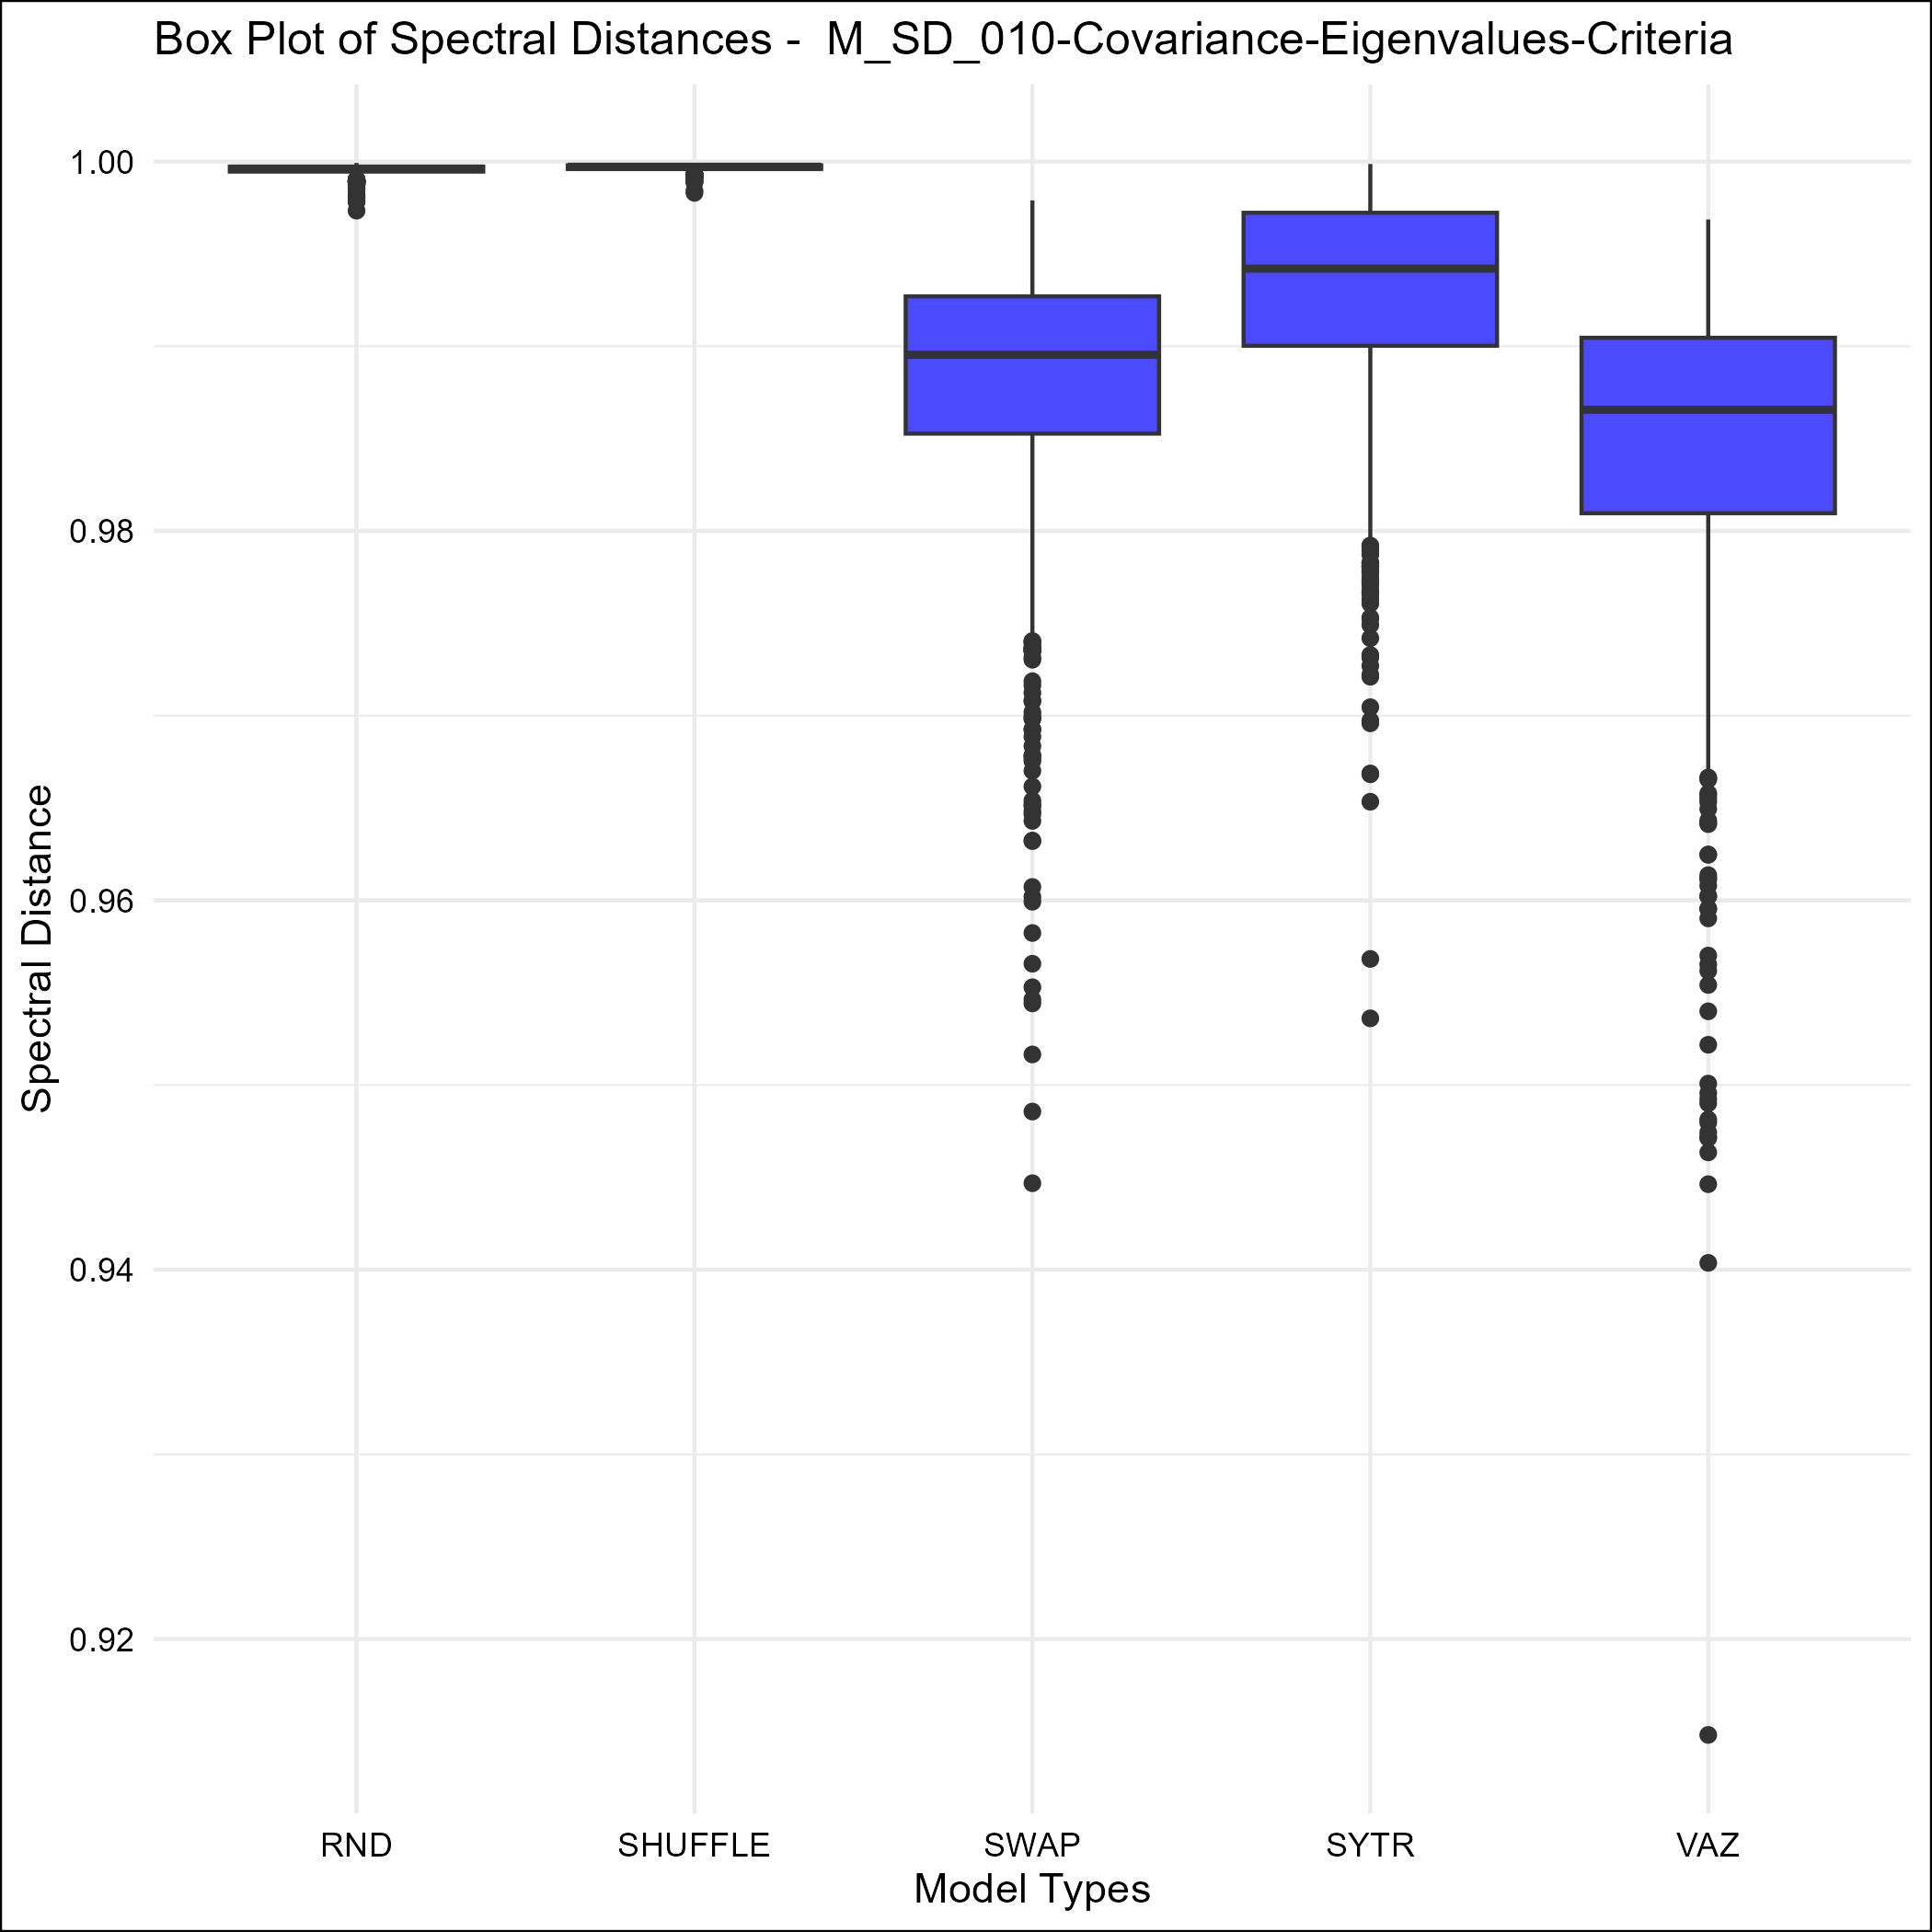 Box Plot of Spectral Distances -  M_SD_010-Covariance-Eigenvalues-Criteria
Spectral Distance
1.00
0.98
0.96
0.94
0.92
RND SHUFFLE SWAP SYTR VAZ
Model Types